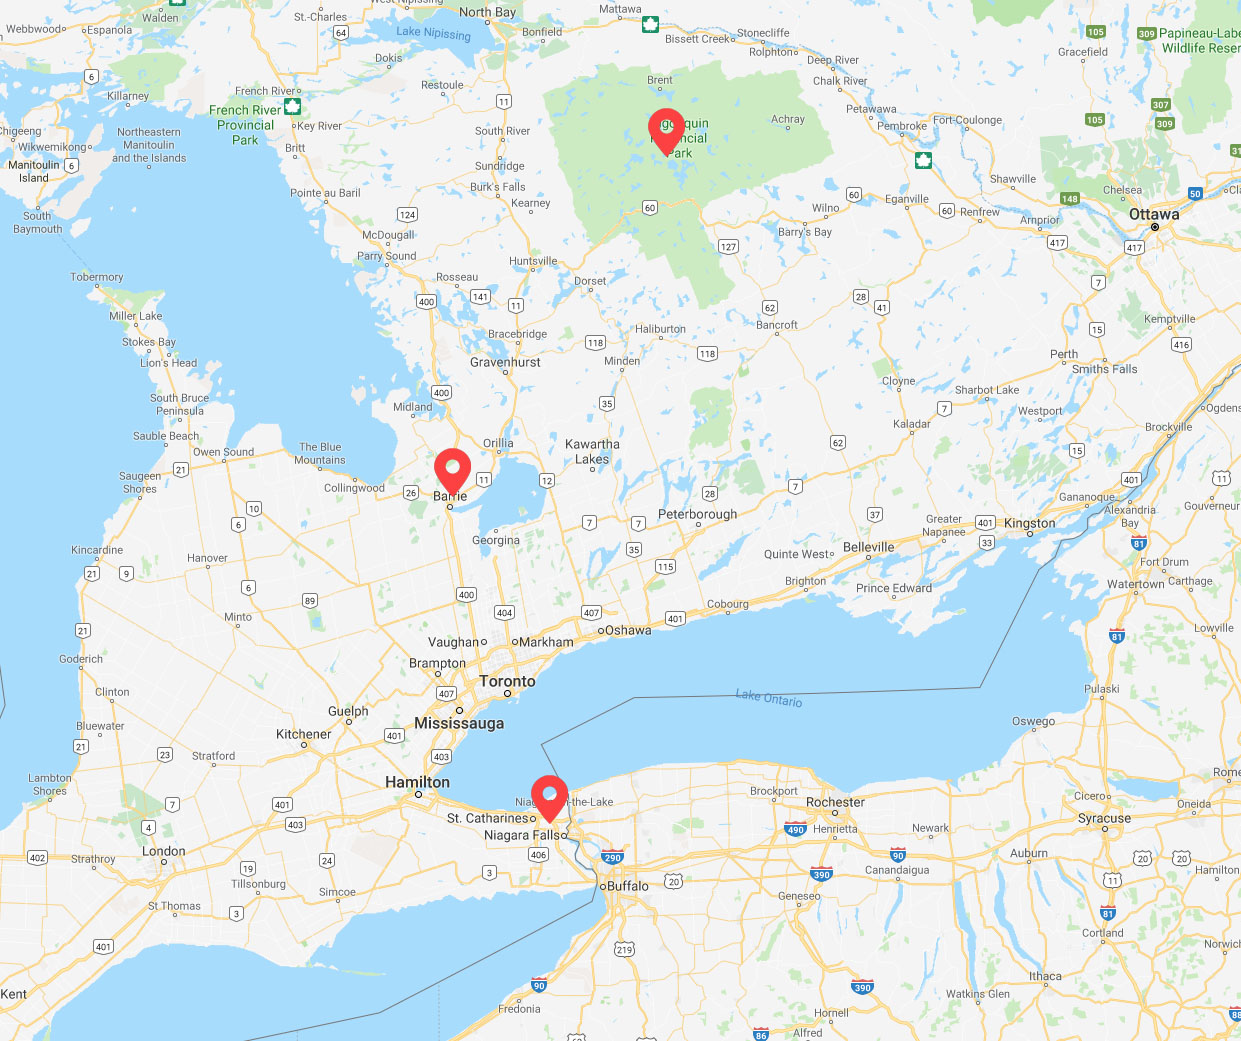 West Nipissing
Mattawa
Walden
St.-Charles
North Bay
Webbwood
Espanola
64
Lake Nipissing
Bonfield
Bissett Creek
Stonecliffe
105
309
Papineau-Labe
Wildlife Reser
Rolphton
Gracefield
Dokis
6
Restoule
Brent
Deep River
Chalk River
Killarney
French River
French River
Provincial
Park
11
307
Key River
Petawawa
Achray
Fort-Coulonge
105
309
Pembroke
Northeastern
Manitoulin
and the Islands
Wikwemikong
South River
Provincial
Park
Britt
Manitoulin
Island
6
Sundridge
31
Pointe au Baril
Burk's Falls
Kearney
60
60
Eganville
Shawville
Chelsea
148
50
Wilno
60
Renfrew
Arnprior
Ottawa
South
Baymouth
124
McDougall
Barry's Bay
127
417
417
Parry Sound
Huntsville
Tobermory
Rosseau
Dorset
7
400
141
11
62
28
41
Miller Lake
Kemptville
Stokes Bay
Bracebridge
118
Haliburton
Bancroft
15
416
Lion's Head
Gravenhurst
Minden
118
Perth
Smiths Falls
400
Cloyne
Sharbot Lake
South Bruce
Peninsula
Midland
35
7
Westport
Ogdens
Sauble Beach
Orillia
Kawartha
Lakes
62
Kaladar
Brockville
Owen Sound
The Blue
Mountains
15
21
Saugeen
Shores
Collingwood
26
11
12
28
7
401
11
Barrie
Gananoque
Alexandria
Bay
Gouverneur
10
6
Peterborough
37
Greater
Napanee
401
Kingston
7
7
33
Georgina
81
Kincardine
35
Quinte West
Belleville
Hanover
Fort Drum
21
9
115
Brighton
Prince Edward
Watertown
Carthage
6
89
400
404
407
401
Cobourg
Minto
21
Vaughan
Markham
Oshawa
81
Lowville
Goderich
Brampton
Toronto
Clinton
407
Lake Ontario
Pulaski
Guelph
Mississauga
Bluewater
Kitchener
401
Oswego
21
23
Stratford
403
Lambton
Shores
Hamilton
Rome
7
401
Brockport
Rochester
Cicero
Oneida
4
403
St. Catharines
Niagara Falls
490
Henrietta
Newark
Syracuse
402
London
406
290
90
Auburn
20
20
Strathroy
24
19
3
390
Canandaigua
Hamilton,
Tillsonburg
Simcoe
Buffalo
20
11
St Thomas
3
Geneseo
81
Cortland
401
219
Norwich
Ithaca
Kent
90
390
Watkins Glen
Fredonia
Hornell
88
86
Alfred